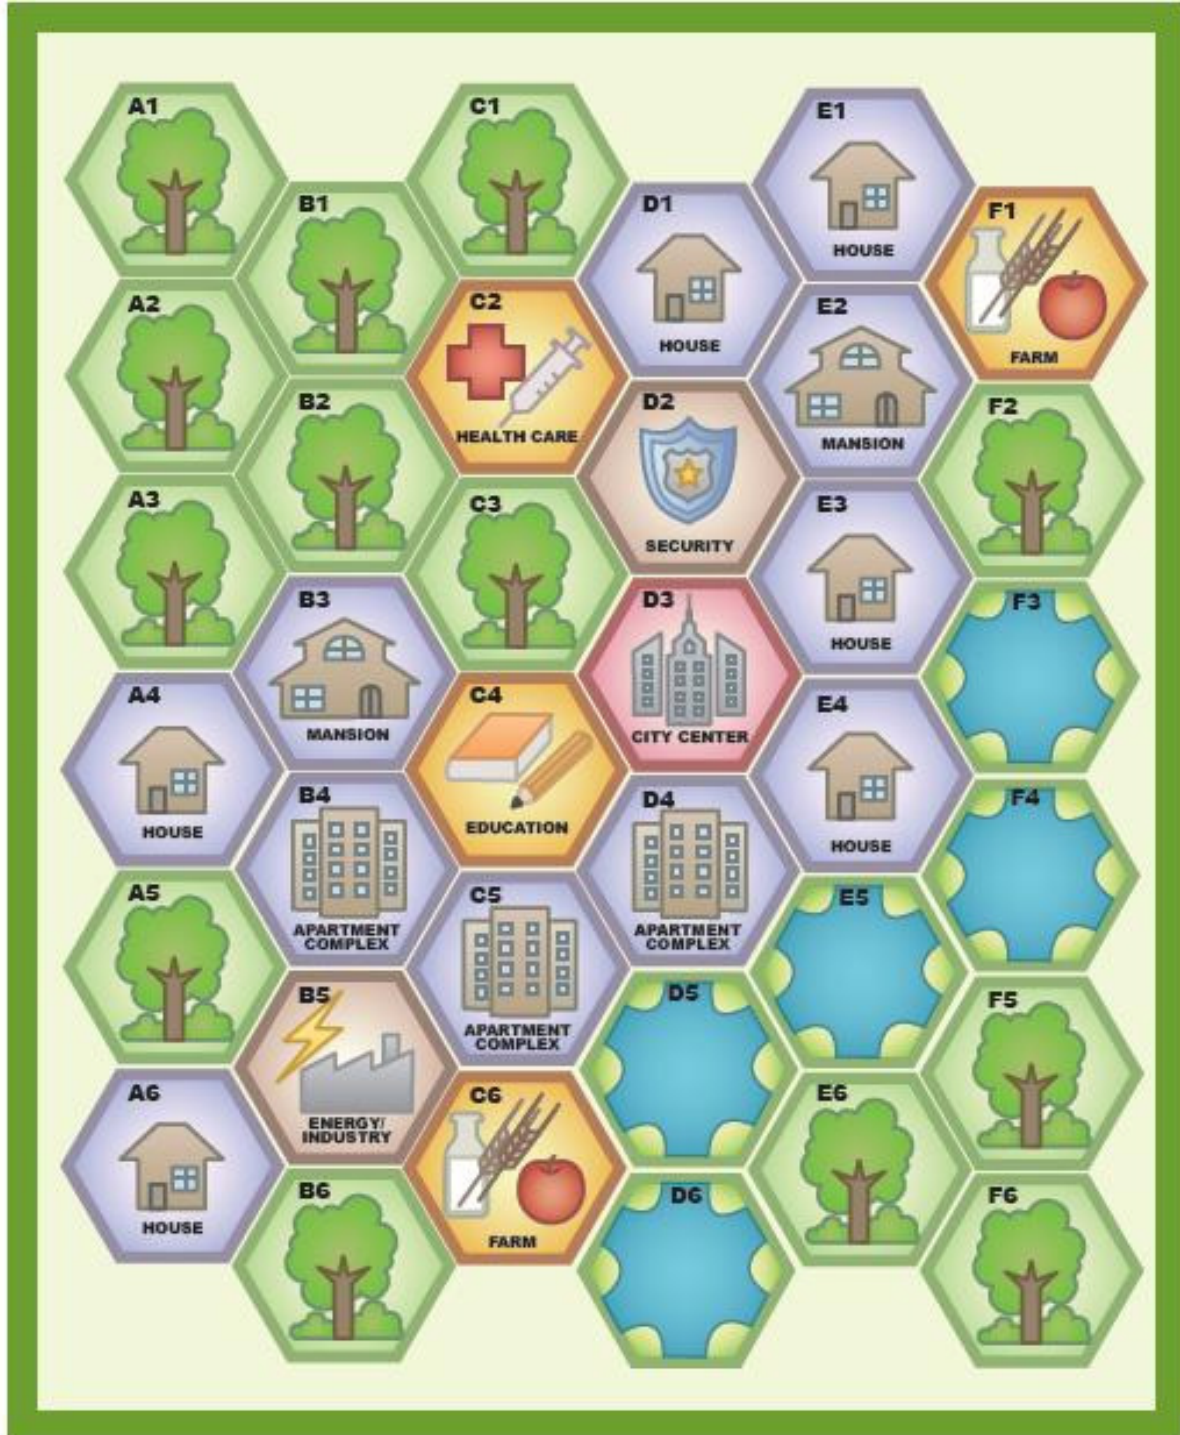 A1
C1
E1
HOUSE
B1
D1
HOUSE
F1
FARM
A2
C2
HEALTH CARE
E2
MANSION
B2
D2
SECURITY
F2
A3
C3
E3
HOUSE
B3
MANSION
D3
CITY CENTER
F3
A4
HOUSE
C4
EDUCATION
E4
HOUSE
B4
APARTMENT
COMPLEX
D4
APARTMENT
COMPLEX
F4
A5
C5
APARTMENT
COMPLEX
E5
B5
ENERGY/
INDUSTRY
D5
F5
A6
HOUSE
C6
FARM
E6
B6
D6
F6